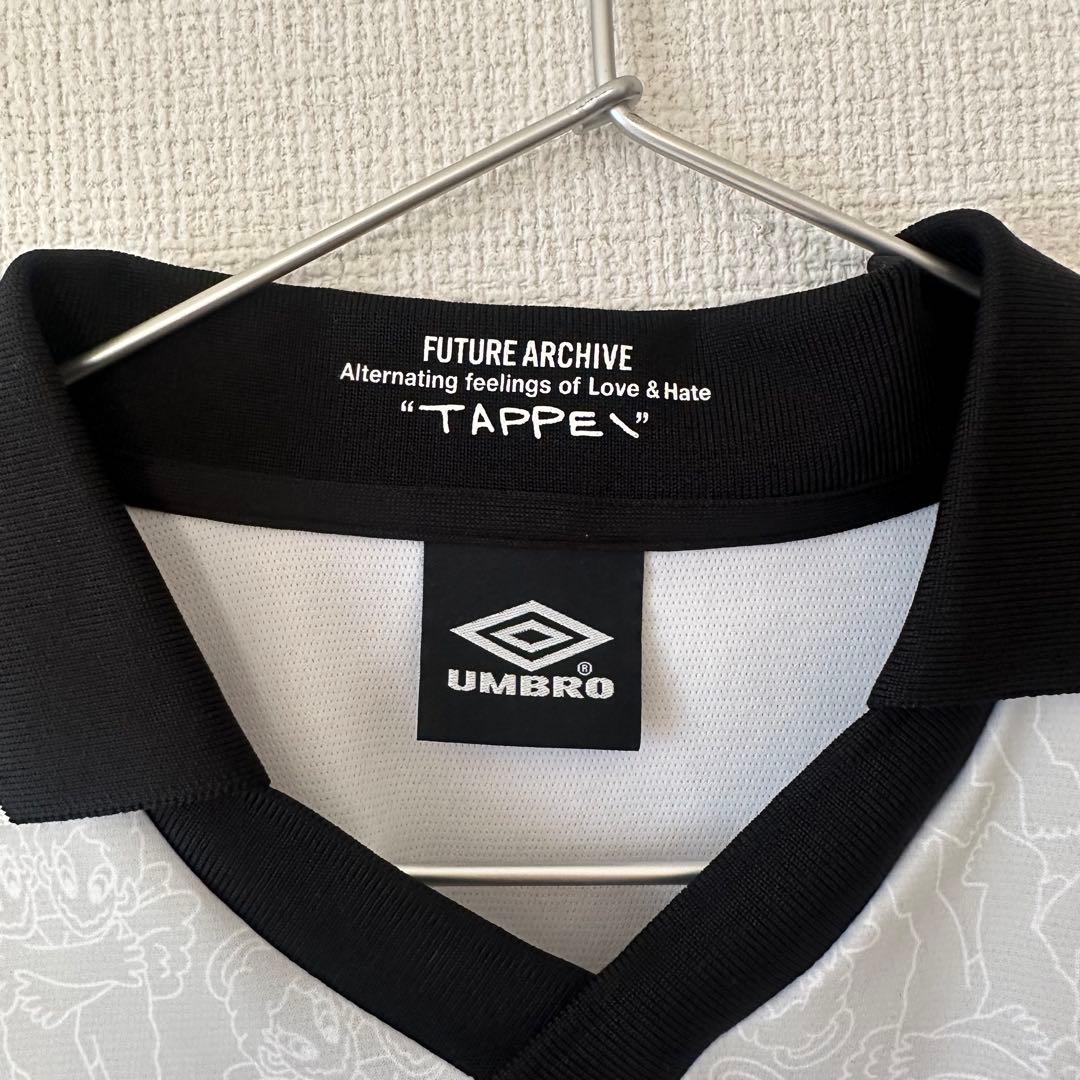 FUTURE ARCHIVE
Alternating feelings of Love & Hate
“TAPPEI”
UMBRO®